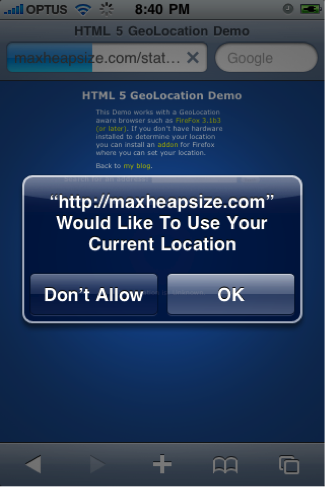 OPTUS 8:40 PM
HTML 5 GeoLocation Demo
maxheapsize.com/stat... Google
HTML 5 GeoLocation Demo
This Demo works with a GeoLocation
aware browser such as FireFox 3.1b3
(or later). If you don't have hardware
installed to determine your location
you can install an addon for Firefox
where you can set your location.
Back to my blog.
“http://maxheapsize.com”
Would Like To Use Your
Current Location
Don't Allow OK